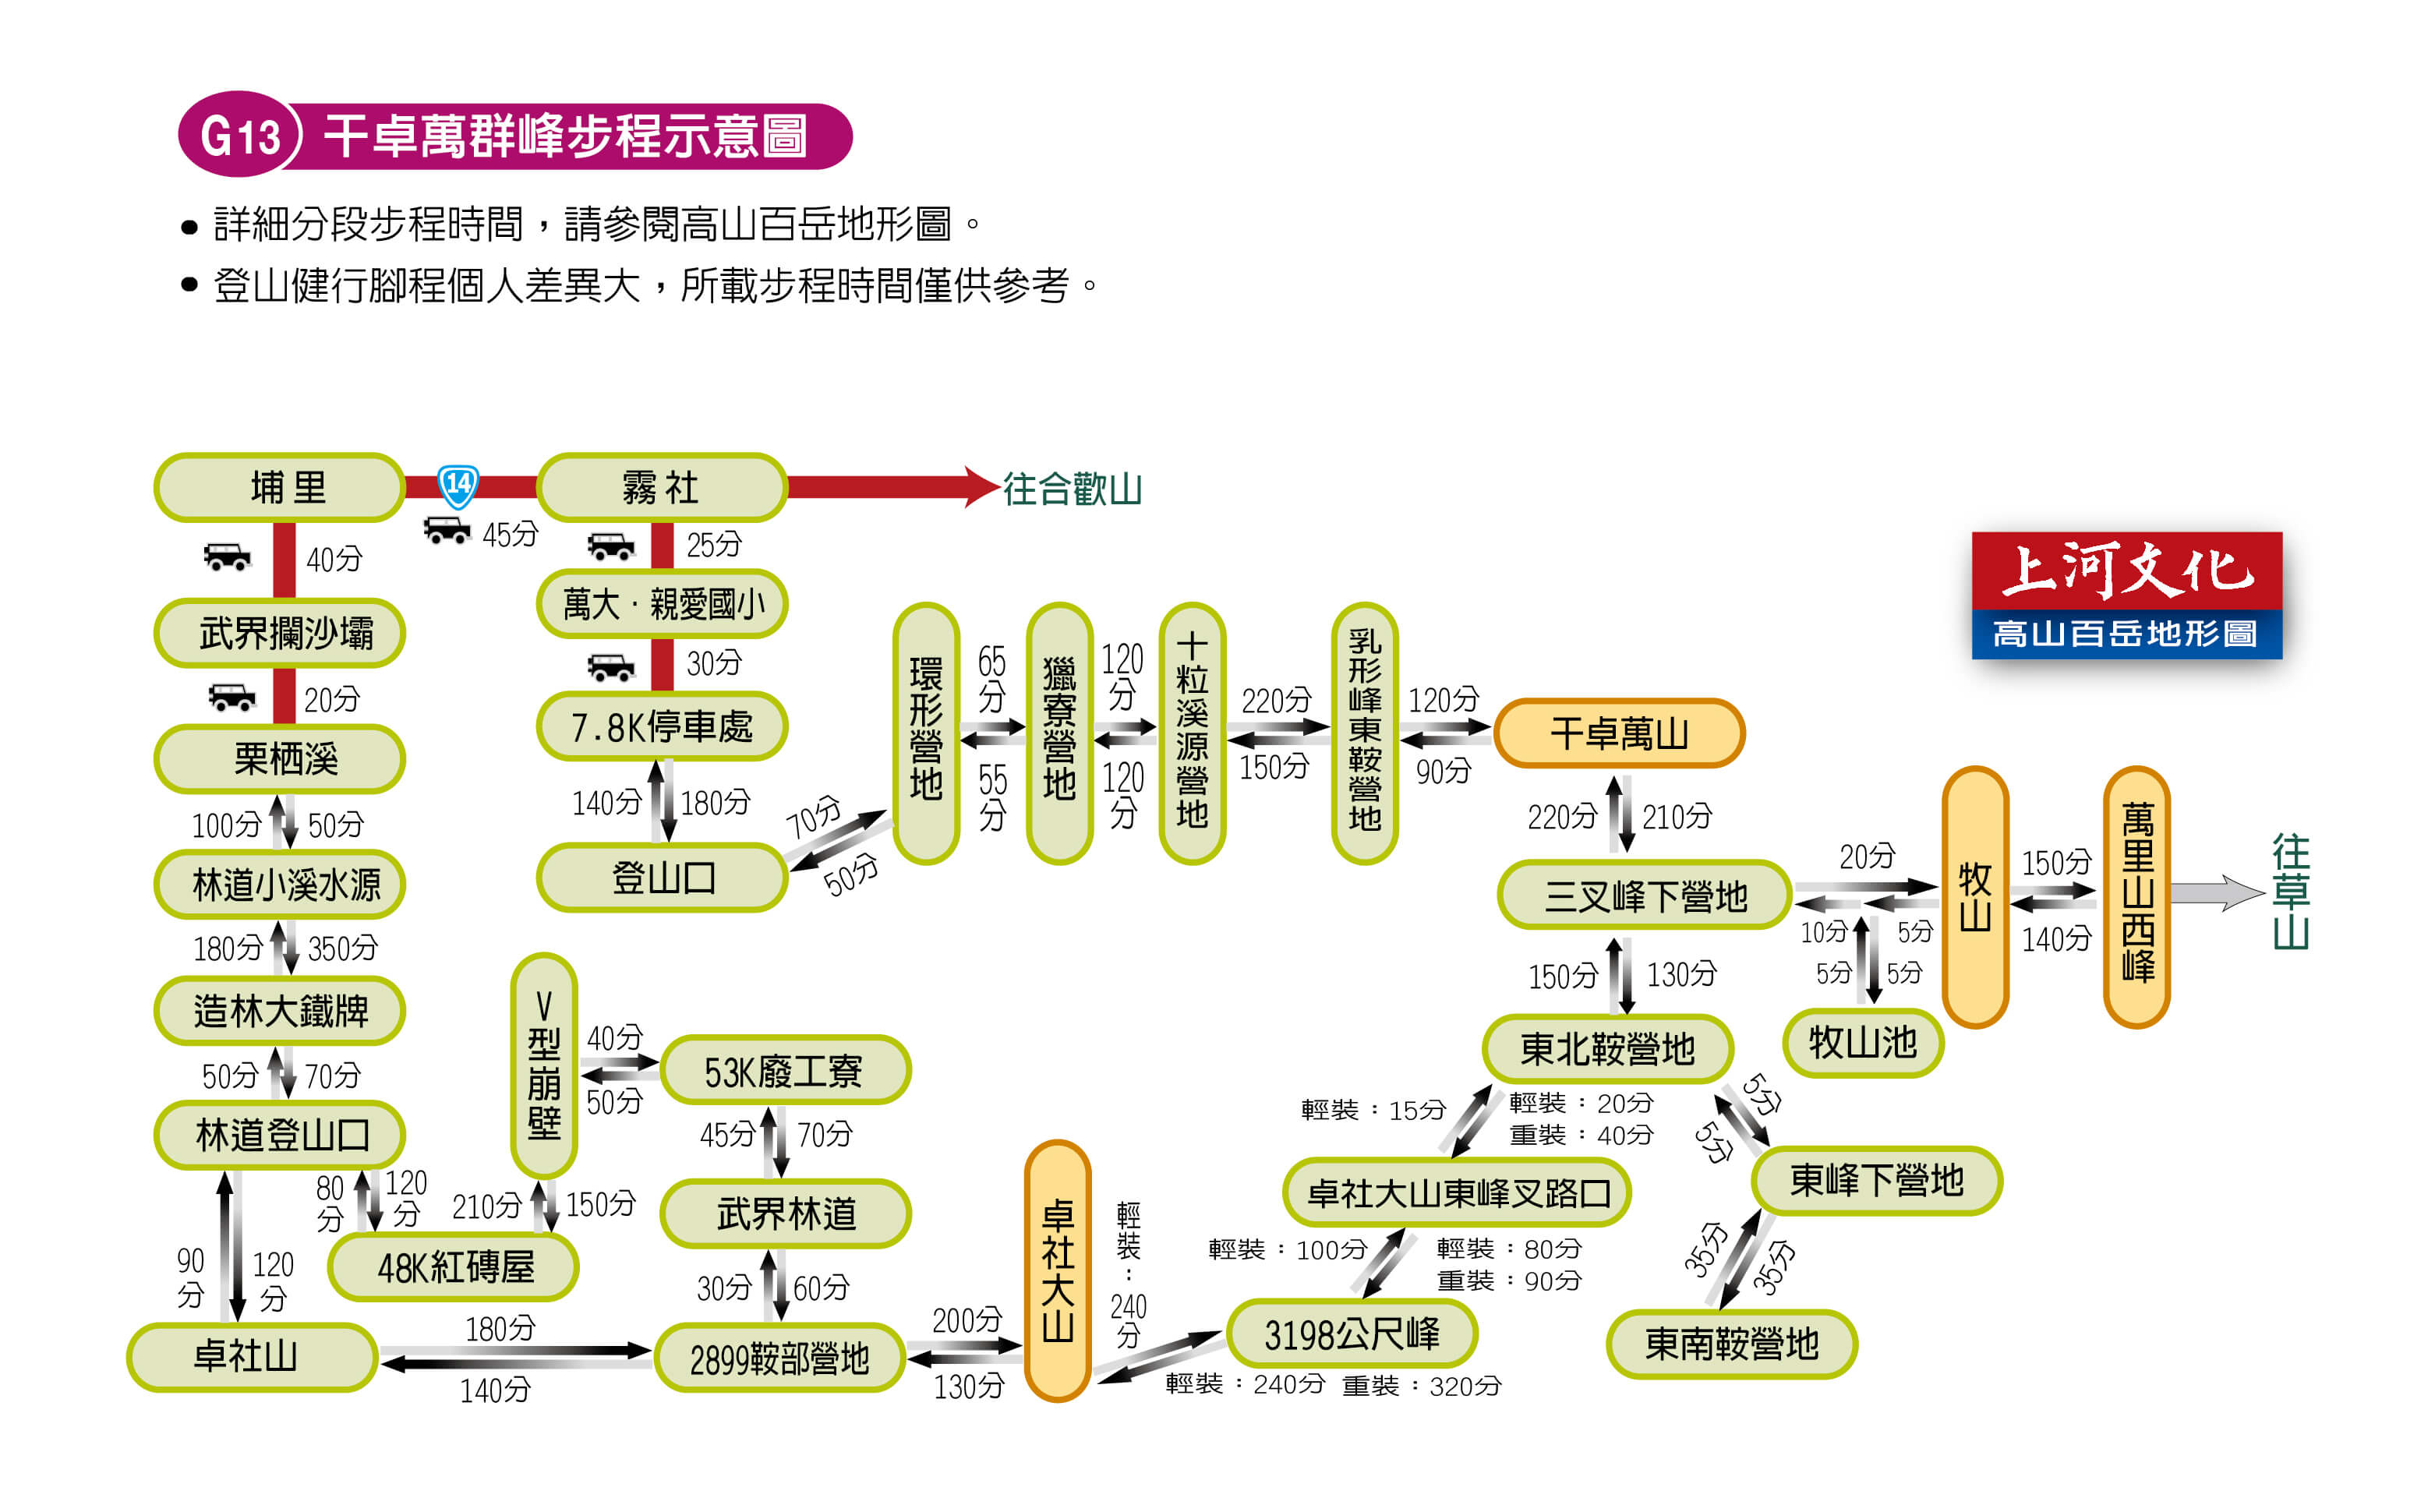 G13 干卓萬群峰步程示意圖
● 詳細分段步程時間，請參閱高山百岳地形圖。
● 登山健行腳程個人差異大，所載步程時間僅供參考。
埔里
14
45分
霧社
往合歡山
40分
25分
武界攔沙壩
萬大．親愛國小
20分
30分
栗栖溪
7.8K停車處
100分
50分
140分
180分
林道小溪水源
登山口
70分
50分
環形營地
65分
55分
獵寮營地
120分
120分
十粒溪源營地
220分
150分
乳形峰東鞍營地
120分
90分
干卓萬山
上河文化
高山百岳地形圖
220分
210分
三叉峰下營地
20分
10分
5分
牧山
150分
140分
萬里山西峰
往草山
5分
5分
牧山池
150分
130分
東北鞍營地
180分
350分
造林大鐵牌
50分
70分
林道登山口
V型崩壁
40分
50分
53K廢工寮
45分
70分
武界林道
80分
120分
210分
150分
48K紅磚屋
90分
120分
30分
60分
卓社山
180分
140分
2899鞍部營地
200分
130分
卓社大山
輕裝：240分
輕裝：240分 重裝：320分
3198公尺峰
輕裝：100分
輕裝：80分
重裝：90分
卓社大山東峰叉路口
輕裝：15分
輕裝：20分
重裝：40分
5分
5分
東峰下營地
35分
35分
東南鞍營地